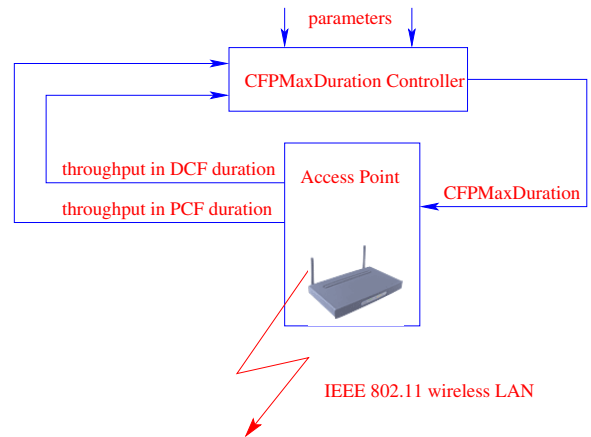 parameters
CFPMaxDuration Controller
throughput in DCF duration
Access Point
CFPMaxDuration
throughput in PCF duration
IEEE 802.11 wireless LAN